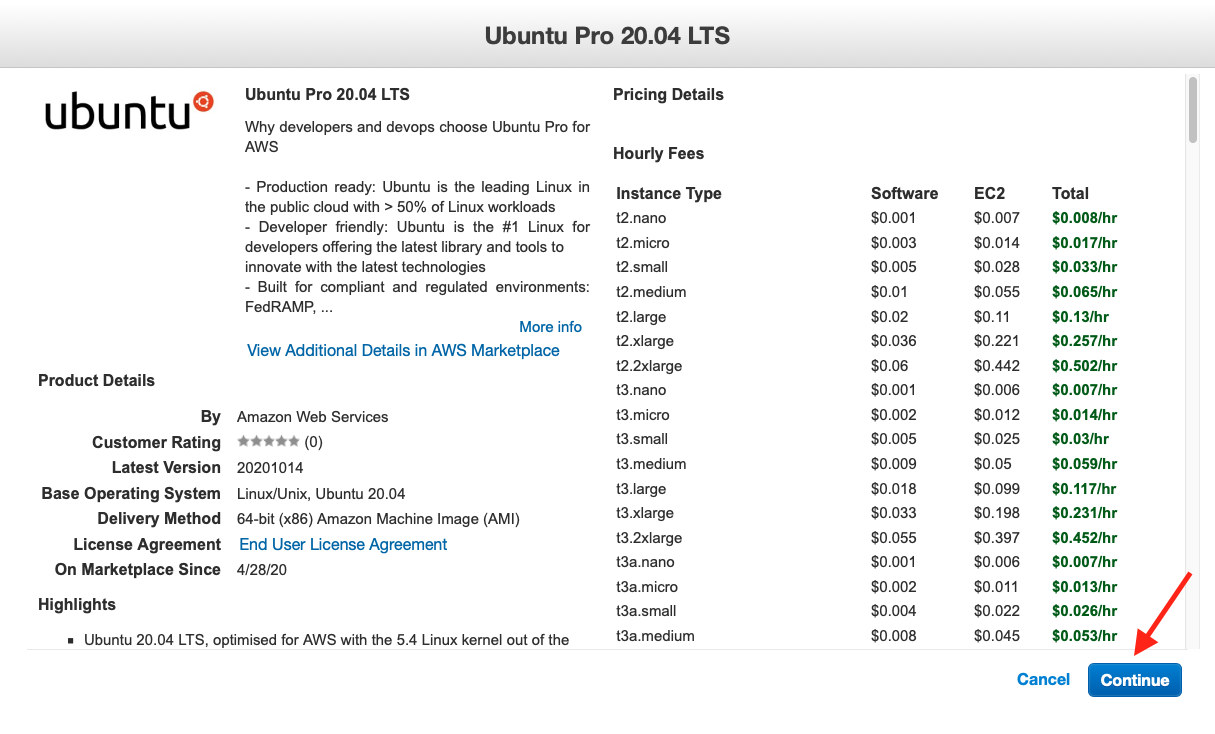 Ubuntu Pro 20.04 LTS
ubuntu
Ubuntu Pro 20.04 LTS
Why developers and devops choose Ubuntu Pro for
AWS
- Production ready: Ubuntu is the leading Linux in
the public cloud with > 50% of Linux workloads
- Developer friendly: Ubuntu is the #1 Linux for
developers offering the latest library and tools to
innovate with the latest technologies
- Built for compliant and regulated environments:
FedRAMP, ...
More info
View Additional Details in AWS Marketplace
Product Details
By Amazon Web Services
Customer Rating (0)
Latest Version 20201014
Base Operating System Linux/Unix, Ubuntu 20.04
Delivery Method 64-bit (x86) Amazon Machine Image (AMI)
License Agreement End User License Agreement
On Marketplace Since 4/28/20
Highlights
▪ Ubuntu 20.04 LTS, optimised for AWS with the 5.4 Linux kernel out of the
Pricing Details
Hourly Fees
Instance Type Software EC2 Total
t2.nano $0.001 $0.007 $0.008/hr
t2.micro $0.003 $0.014 $0.017/hr
t2.small $0.005 $0.028 $0.033/hr
t2.medium $0.01 $0.055 $0.065/hr
t2.large $0.02 $0.11 $0.13/hr
t2.xlarge $0.036 $0.221 $0.257/hr
t2.2xlarge $0.06 $0.442 $0.502/hr
t3.nano $0.001 $0.006 $0.007/hr
t3.micro $0.002 $0.012 $0.014/hr
t3.small $0.005 $0.025 $0.03/hr
t3.medium $0.009 $0.05 $0.059/hr
t3.large $0.018 $0.099 $0.117/hr
t3.xlarge $0.033 $0.198 $0.231/hr
t3.2xlarge $0.055 $0.397 $0.452/hr
t3a.nano $0.001 $0.006 $0.007/hr
t3a.micro $0.002 $0.011 $0.013/hr
t3a.small $0.004 $0.022 $0.026/hr
t3a.medium $0.008 $0.045 $0.053/hr
Cancel Continue